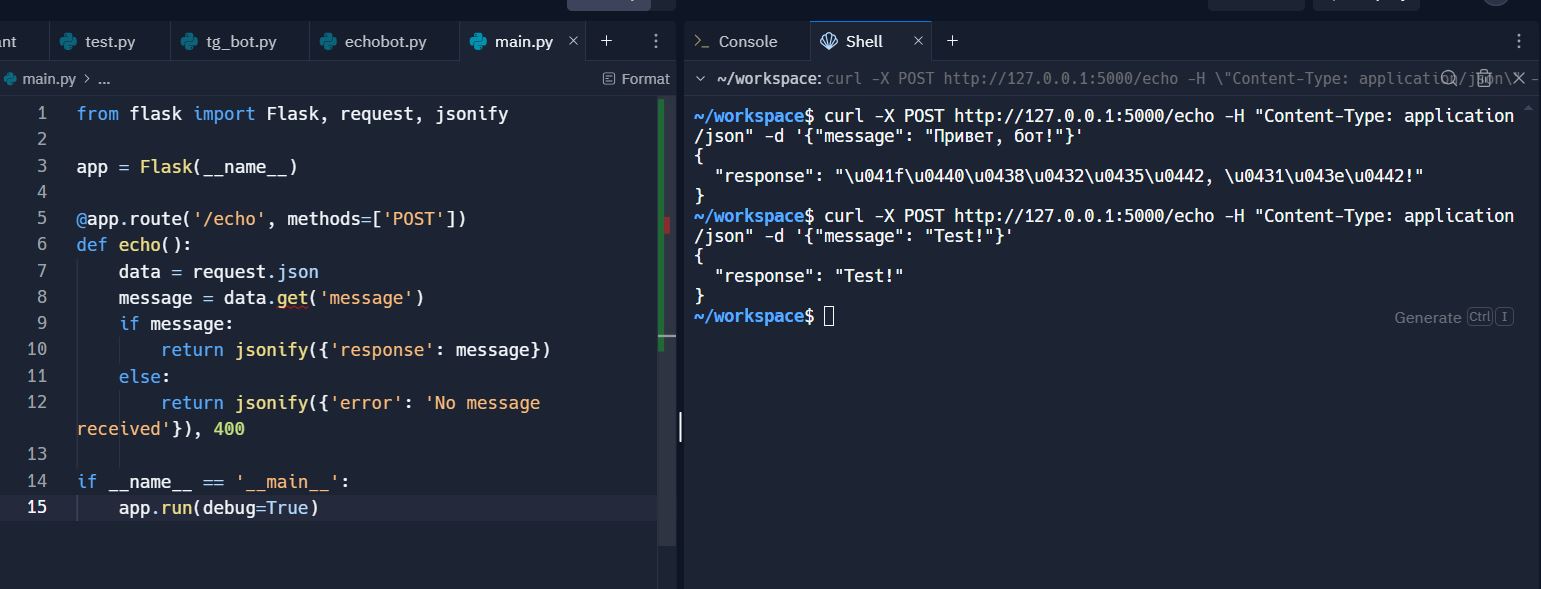 nt
test.py
tg_bot.py
echobot.py
main.py
Console
Shell
main.py > ...
Format
~/workspace: curl -X POST http://127.0.0.1:5000/echo -H \"Content-Type: application/json\" -
1 from flask import Flask, request, jsonify
2
3 app = Flask(__name__)
4
5 @app.route('/echo', methods=['POST'])
6 def echo():
7     data = request.json
8     message = data.get('message')
9     if message:
10         return jsonify({'response': message})
11     else:
12         return jsonify({'error': 'No message
received'}), 400
13
14 if __name__ == '__main__':
15     app.run(debug=True)
~/workspace$ curl -X POST http://127.0.0.1:5000/echo -H "Content-Type: application
/json" -d '{"message": "Привет, бот!"}'
{
  "response": "\u041f\u0440\u0438\u0432\u0435\u0442, \u0431\u043e\u0442!"
}
~/workspace$ curl -X POST http://127.0.0.1:5000/echo -H "Content-Type: application
/json" -d '{"message": "Test!"}'
{
  "response": "Test!"
}
~/workspace$
Generate Ctrl I